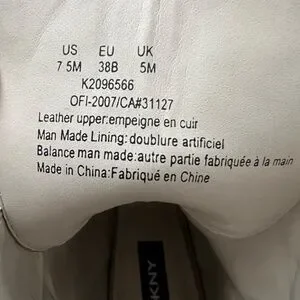 US EU UK
7 5M 38B 5M
K2096566
OFI-2007/CA#31127
Leather upper:empeigne en cuir
Man Made Lining: doublure artificiel
Balance man made:autre partie fabriquée à la main
Made in China:Fabriqué en Chine
DKNY